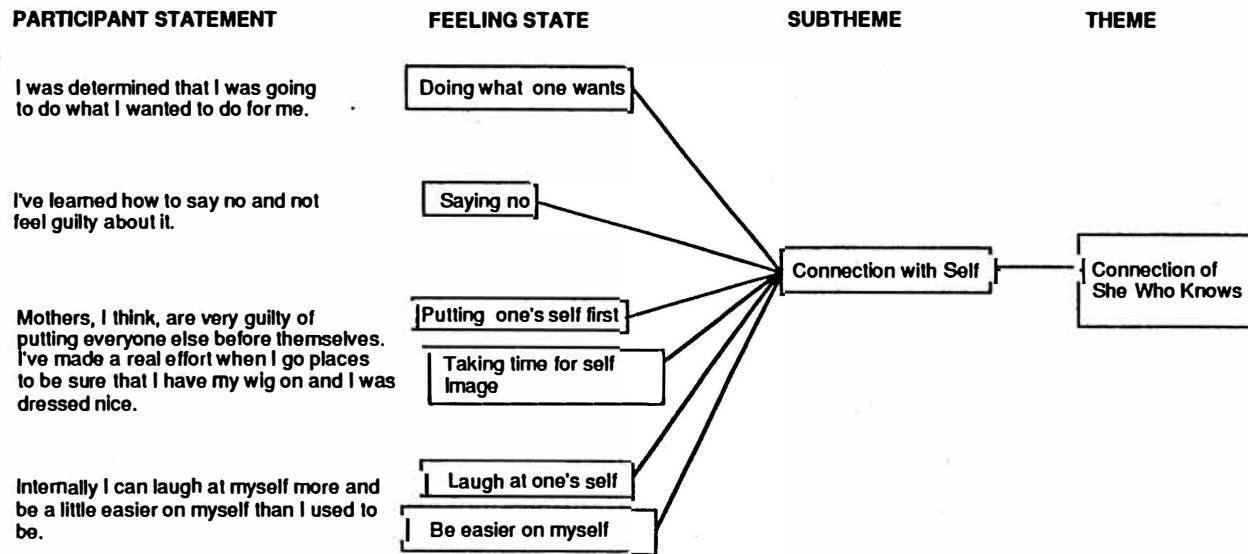 PARTICIPANT STATEMENT FEELING STATE SUBTHEME THEME
I was determined that I was going
to do what I wanted to do for me.
Doing what one wants
I've learned how to say no and not
feel guilty about it.
Saying no
Connection with Self
Connection of
She Who Knows
Mothers, I think, are very guilty of
putting everyone else before themselves.
I've made a real effort when I go places
to be sure that I have my wig on and I was
dressed nice.
Putting one's self first
Taking time for self
Image
Internally I can laugh at myself more and
be a little easier on myself than I used to
be.
Laugh at one's self
Be easier on myself